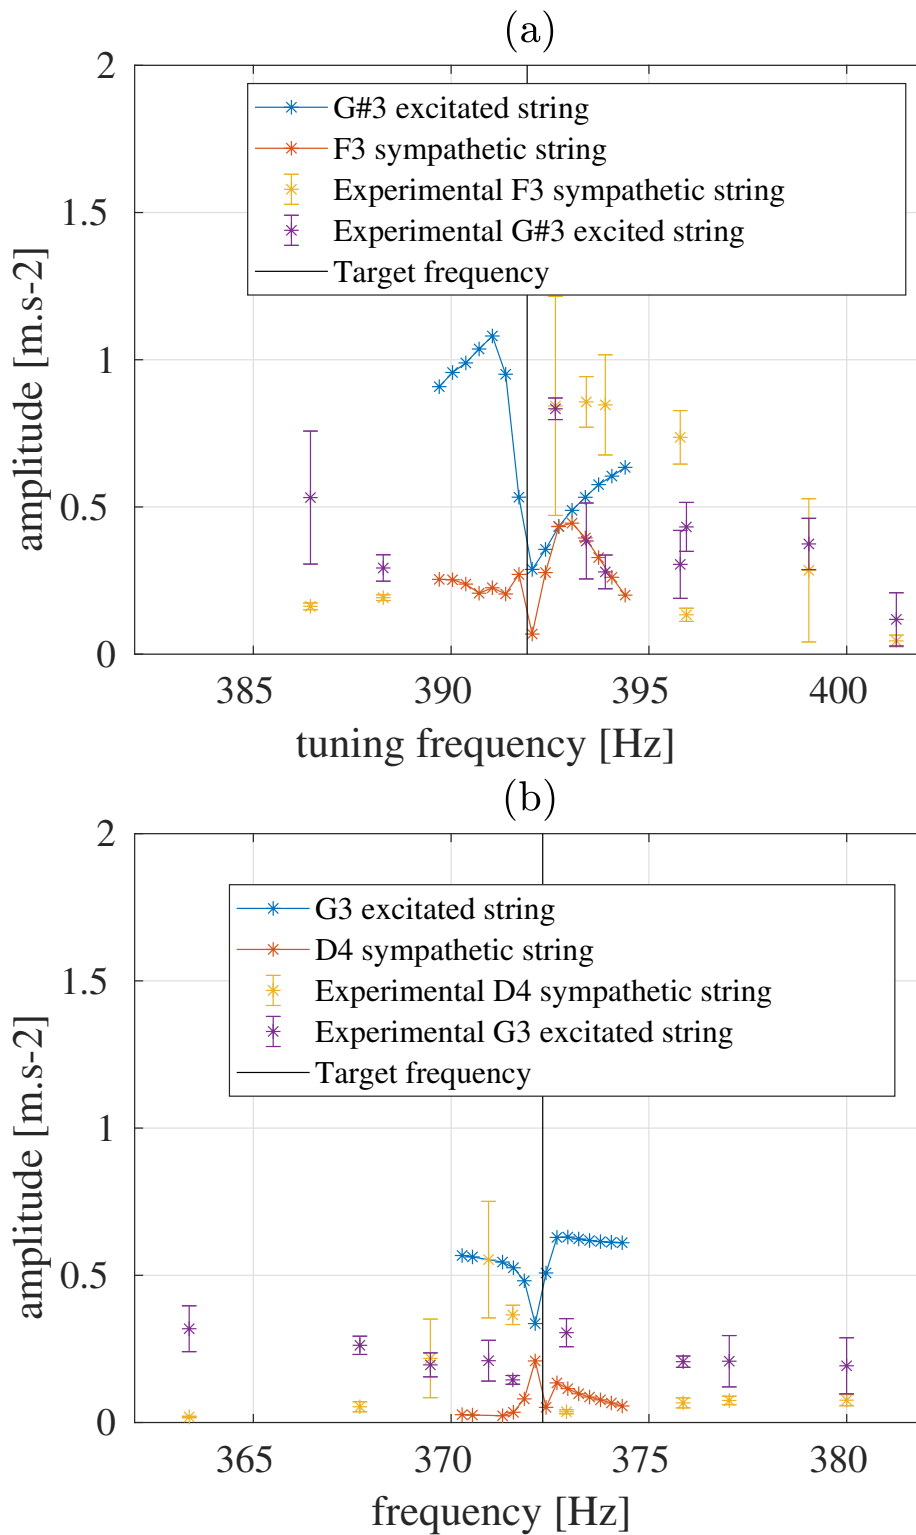 (a)
2
1.5
1
0.5
0
amplitude [m.s-2]
G#3 excitated string
F3 sympathetic string
Experimental F3 sympathetic string
Experimental G#3 excited string
Target frequency
385 390 395 400
tuning frequency [Hz]
(b)
2
1.5
1
0.5
0
amplitude [m.s-2]
G3 excitated string
D4 sympathetic string
Experimental D4 sympathetic string
Experimental G3 excitated string
Target frequency
365 370 375 380
frequency [Hz]